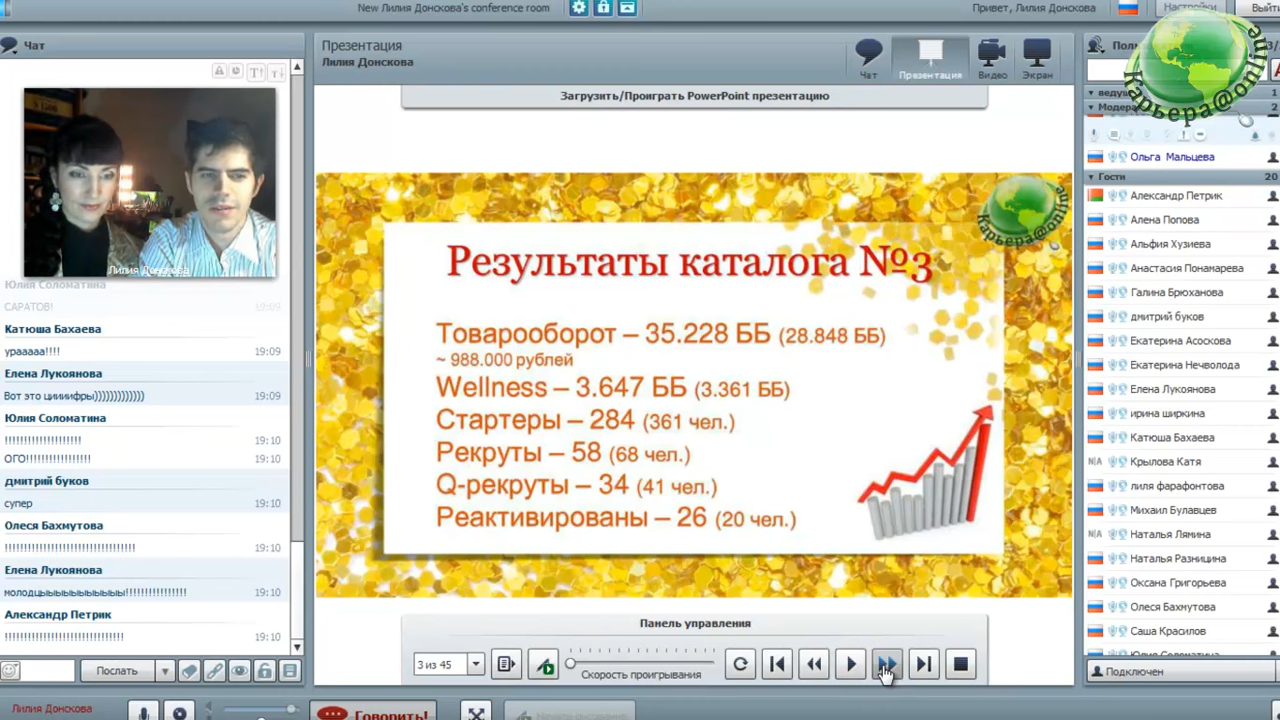 New Лилия Донскова's conference room
Привет, Лилия Донскова
Настройки
Выйти
Чат
Лилия Донскова
Юлия Соломатина
САРАТОВ! 19:09
Катюша Бахаева
урааааа!!!! 19:09
Елена Лукоянова
Вот это циииифры))))))))))))) 19:09
Юлия Соломатина
!!!!!!!!!!!!!!!!!!!! 19:10
ОГО!!!!!!!!!!!!!!!! 19:10
дмитрий буков
супер 19:10
Олеся Бахмутова
!!!!!!!!!!!!!!!!!!!!!!!!!!!!!!!!! 19:10
Елена Лукоянова
молодцыыыыыыыыыыы!!!!!!!!!!!!!!! 19:10
Александр Петрик
!!!!!!!!!!!!!!!!!!!!!!!!!!!!!! 19:10
Послать
Лилия Донскова
Презентация
Лилия Донскова
Чат
Презентация
Видео
Экран
Загрузить/Проиграть PowerPoint презентацию
Карьера@online
Результаты каталога №3
Товарооборот – 35.228 ББ (28.848 ББ)
~ 988.000 рублей
Wellness – 3.647 ББ (3.361 ББ)
Стартеры – 284 (361 чел.)
Рекруты – 58 (68 чел.)
Q-рекруты – 34 (41 чел.)
Реактивированы – 26 (20 чел.)
Панель управления
3 из 45
Скорость проигрывания
Говорить!
Карьера@online
ведущ 1
Модера 2
Ольга Мальцева
Гости 20
Александр Петрик
Алена Попова
Альфия Хузиева
Анастасия Понамарева
Галина Брюханова
дмитрий буков
Екатерина Асоскова
Екатерина Нечволода
Елена Лукоянова
ирина ширкина
Катюша Бахаева
N/A Крылова Катя
лиля фарафонтова
Михаил Булавцев
N/A Наталья Лямина
Наталья Разницина
Оксана Григорьева
Олеся Бахмутова
Саша Красилов
Юлия Соломатина
Подключен